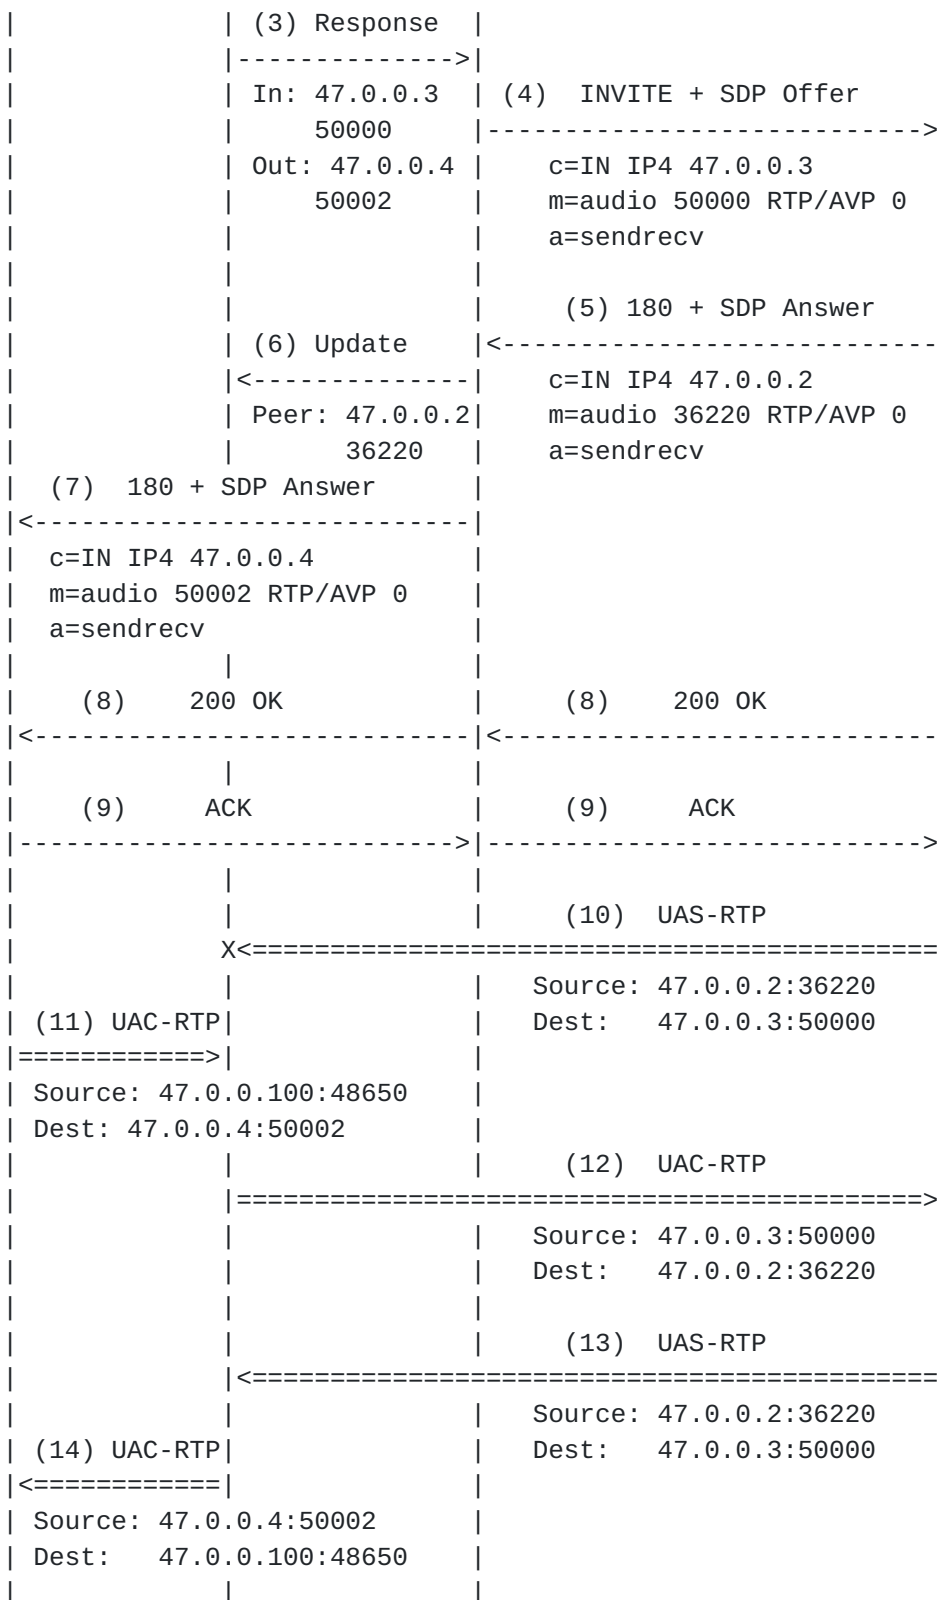 |             | (3) Response  |
|             |-------------->|
|             | In: 47.0.0.3  | (4)  INVITE + SDP Offer
|             |     50000     |---------------------------->
|             | Out: 47.0.0.4 |    c=IN IP4 47.0.0.3
|             |     50002     |    m=audio 50000 RTP/AVP 0
|             |               |    a=sendrecv
|             |               |
|             |               |     (5) 180 + SDP Answer
|             | (6) Update    |<----------------------------
|             |<--------------|    c=IN IP4 47.0.0.2
|             | Peer: 47.0.0.2|    m=audio 36220 RTP/AVP 0
|             |       36220   |    a=sendrecv
|  (7)  180 + SDP Answer      |
|<----------------------------|
|  c=IN IP4 47.0.0.4          |
|  m=audio 50002 RTP/AVP 0    |
|  a=sendrecv                 |
|             |               |
|    (8)    200 OK            |     (8)    200 OK
|<----------------------------|<----------------------------
|             |               |
|    (9)     ACK              |     (9)     ACK
|---------------------------->|---------------------------->
|             |               |
|             |               |     (10)  UAS-RTP
|             X<============================================
|             |               |   Source: 47.0.0.2:36220
| (11) UAC-RTP|               |   Dest:   47.0.0.3:50000
|============>|               |
| Source: 47.0.0.100:48650    |
| Dest: 47.0.0.4:50002        |
|             |               |     (12)  UAC-RTP
|             |============================================>
|             |               |   Source: 47.0.0.3:50000
|             |               |   Dest:   47.0.0.2:36220
|             |               |
|             |               |     (13)  UAS-RTP
|             |<============================================
|             |               |   Source: 47.0.0.2:36220
| (14) UAC-RTP|               |   Dest:   47.0.0.3:50000
|<============|               |
| Source: 47.0.0.4:50002      |
| Dest:   47.0.0.100:48650    |
|             |               |